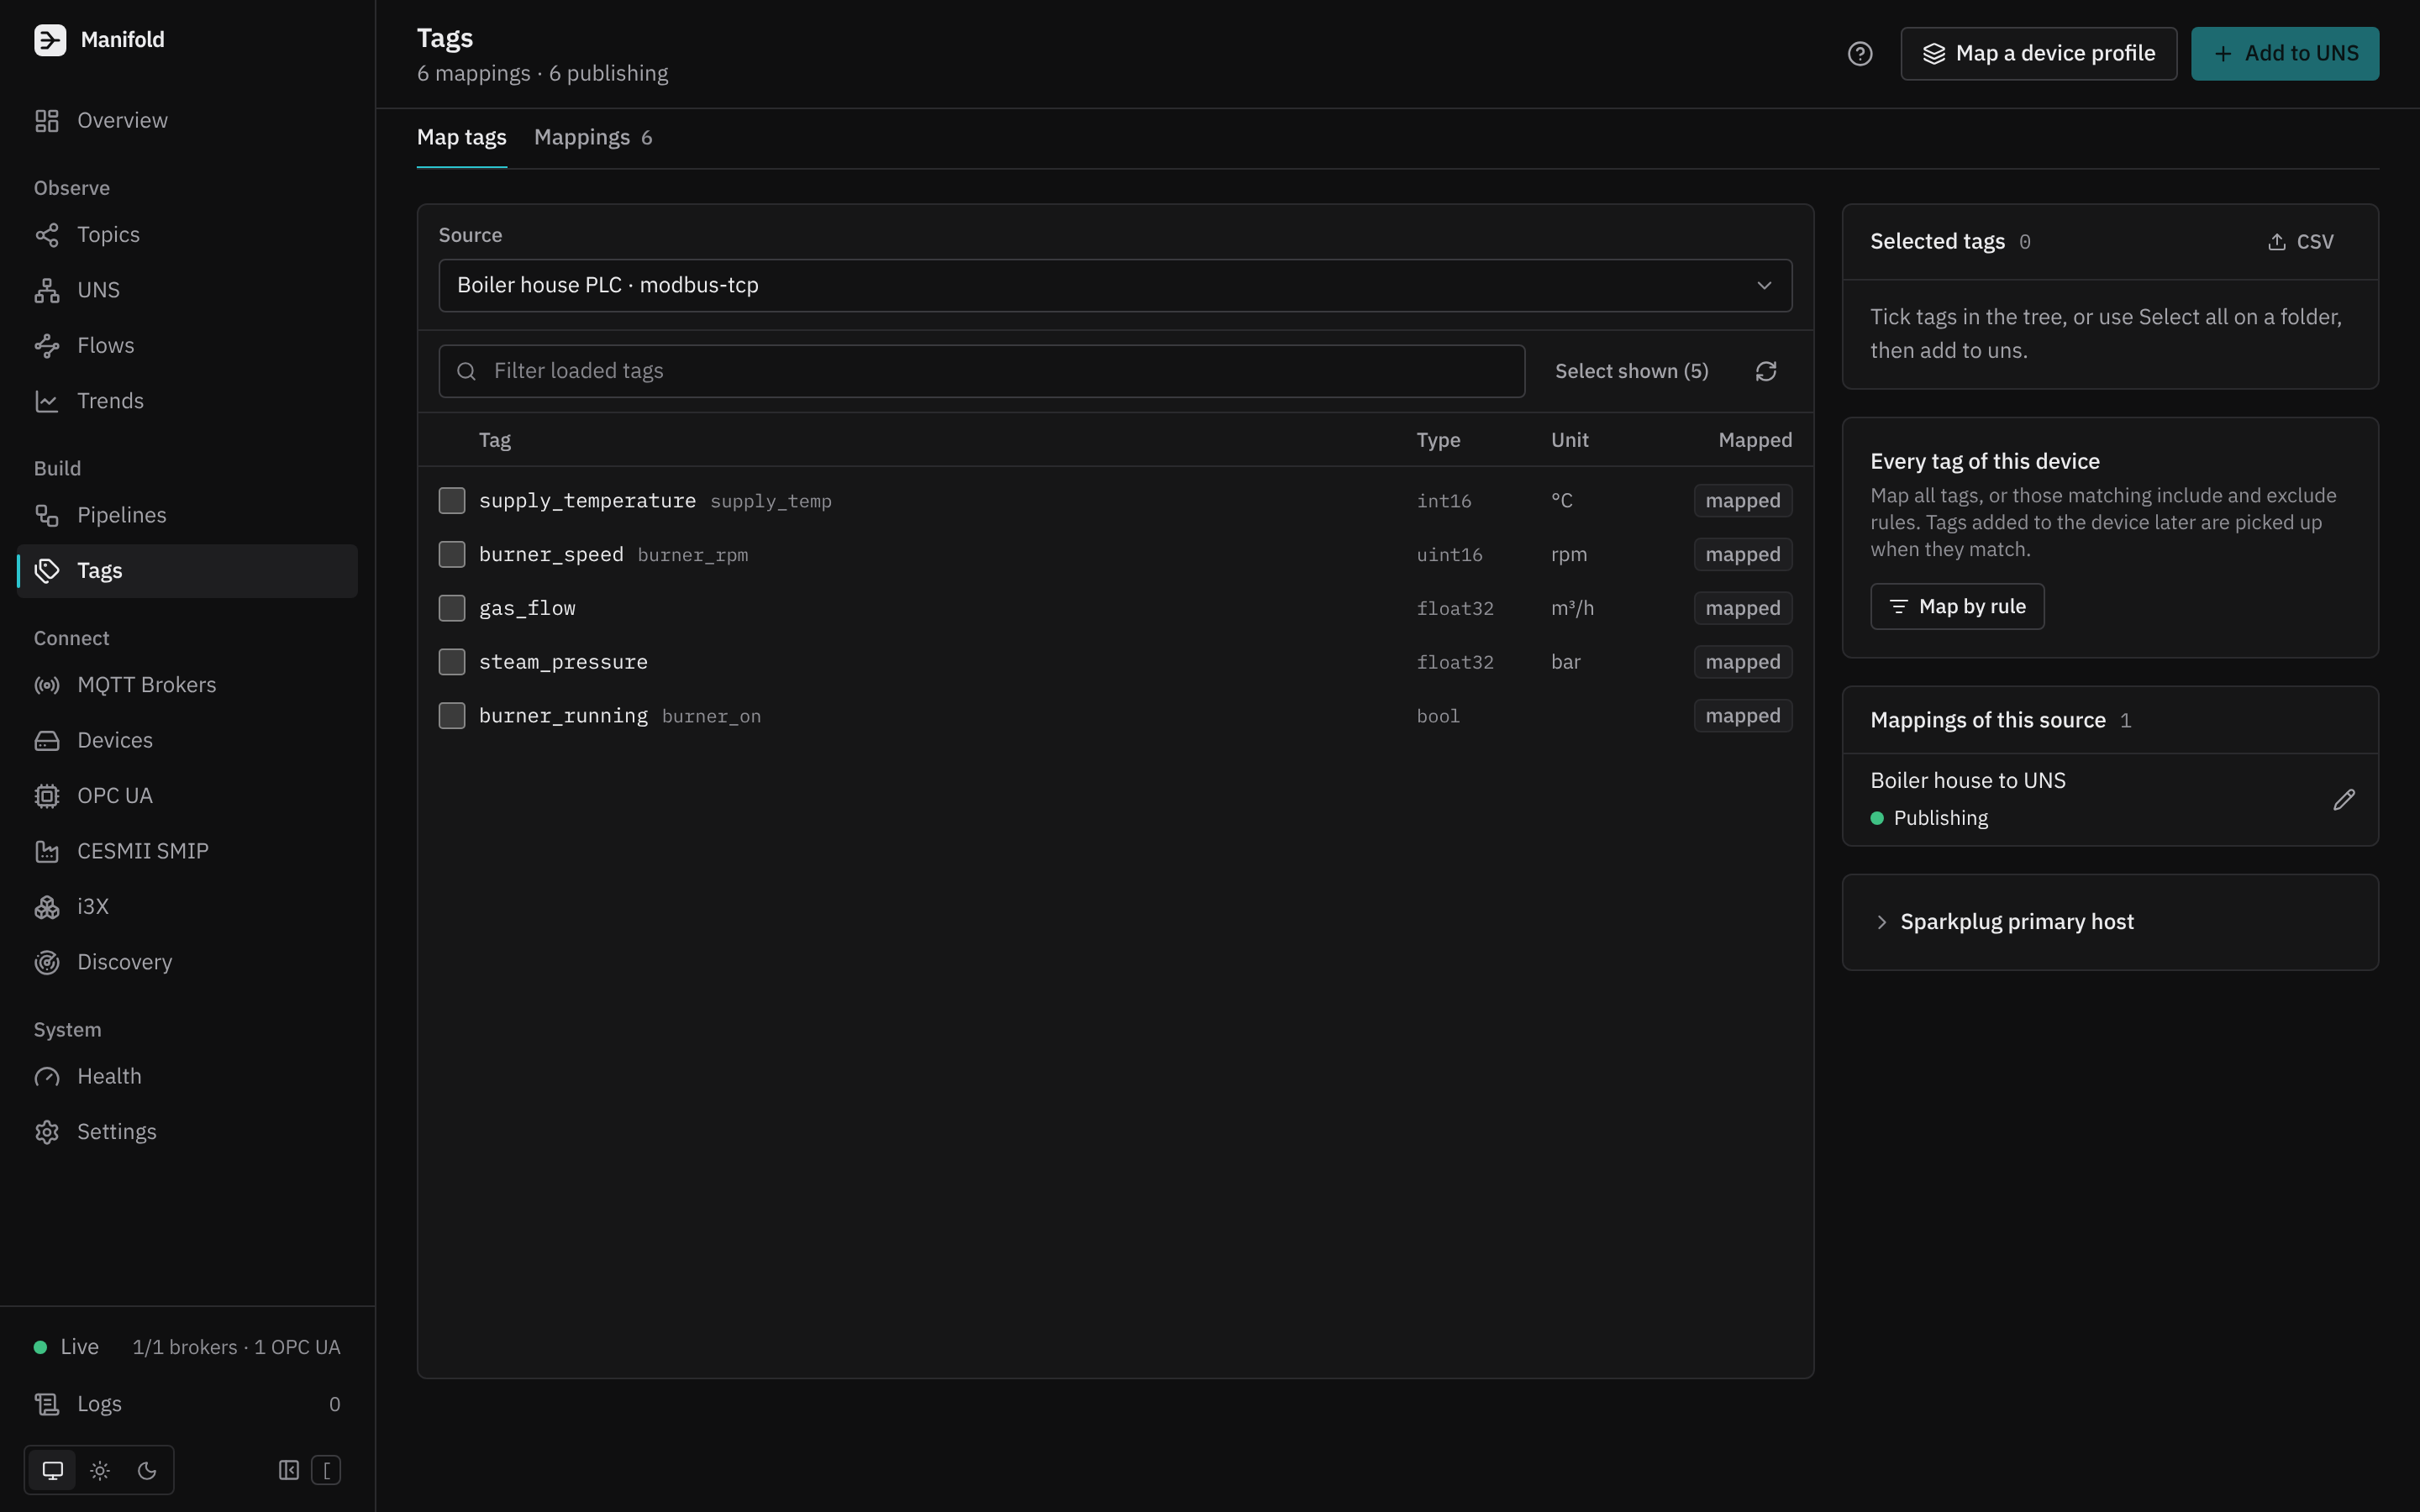 Manifold
Overview
Observe
Topics
UNS
Flows
Trends
Build
Pipelines
Tags
Connect
MQTT Brokers
Devices
OPC UA
CESMII SMIP
i3X
Discovery
System
Health
Settings
Live 1/1 brokers · 1 OPC UA
Logs 0
[
Tags
6 mappings · 6 publishing
Map a device profile
Add to UNS
Map tags
Mappings 6
Source
Boiler house PLC · modbus-tcp
Filter loaded tags
Select shown (5)
Tag Type Unit Mapped
supply_temperature supply_temp int16 °C mapped
burner_speed burner_rpm uint16 rpm mapped
gas_flow float32 m³/h mapped
steam_pressure float32 bar mapped
burner_running burner_on bool mapped
Selected tags 0
CSV
Tick tags in the tree, or use Select all on a folder,
then add to uns.
Every tag of this device
Map all tags, or those matching include and exclude
rules. Tags added to the device later are picked up
when they match.
Map by rule
Mappings of this source 1
Boiler house to UNS
Publishing
Sparkplug primary host